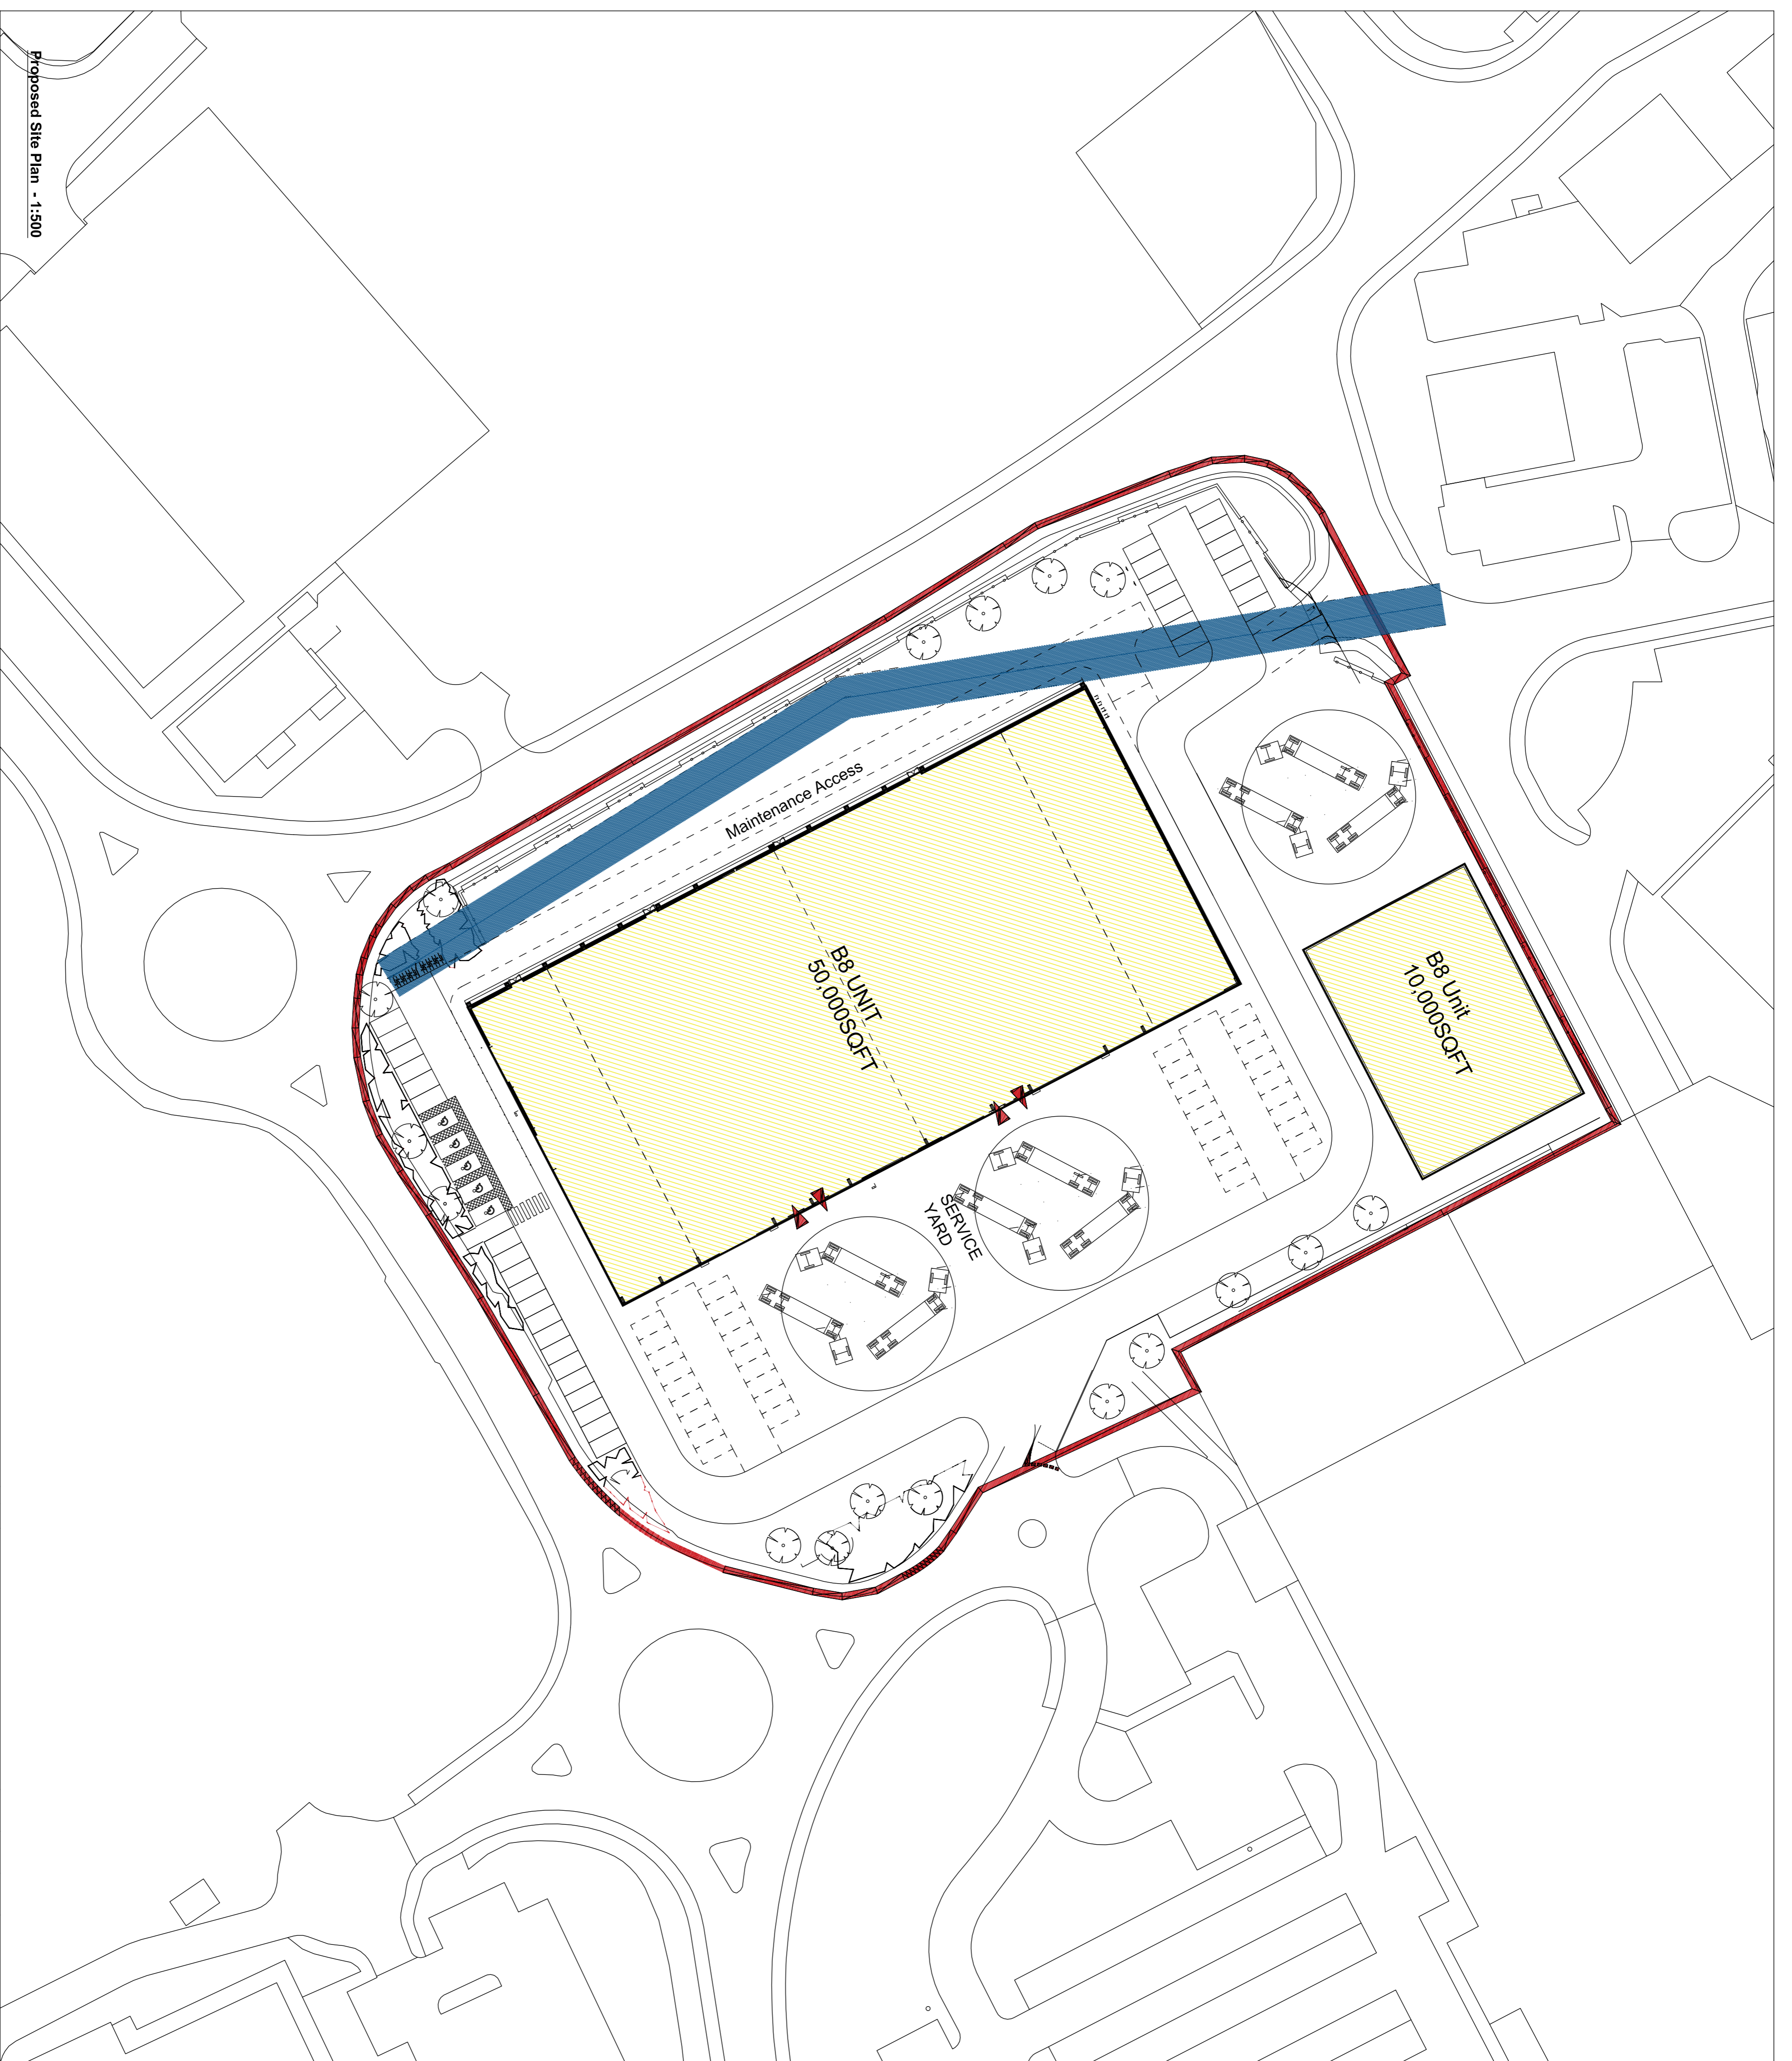 Proposed Site Plan - 1:500
Maintenance Access
B8 UNIT
50,000SQFT
B8 Unit
10,000SQFT
SERVICE
YARD